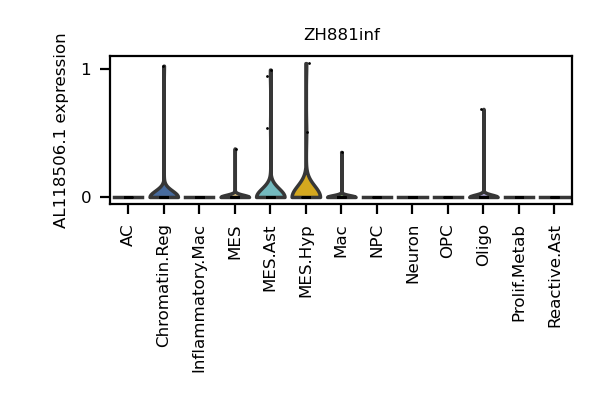 ZH881inf
AL118506.1 expression
1
0
AC
Chromatin.Reg
Inflammatory.Mac
MES
MES.Ast
MES.Hyp
Mac
NPC
Neuron
OPC
Oligo
Prolif.Metab
Reactive.Ast